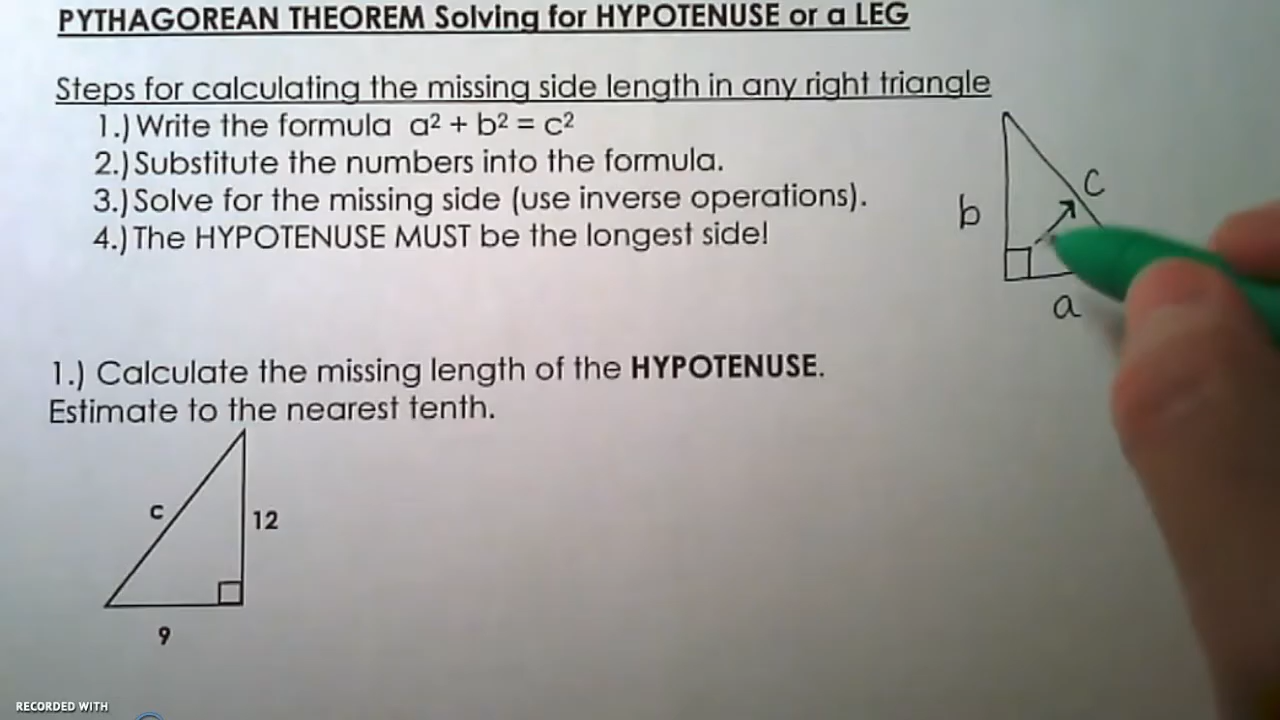 PYTHAGOREAN THEOREM Solving for HYPOTENUSE or a LEG
Steps for calculating the missing side length in any right triangle
1.) Write the formula a² + b² = c²
2.) Substitute the numbers into the formula.
3.) Solve for the missing side (use inverse operations).
4.) The HYPOTENUSE MUST be the longest side!
c
b
a
1.) Calculate the missing length of the HYPOTENUSE.
Estimate to the nearest tenth.
c
12
9
RECORDED WITH